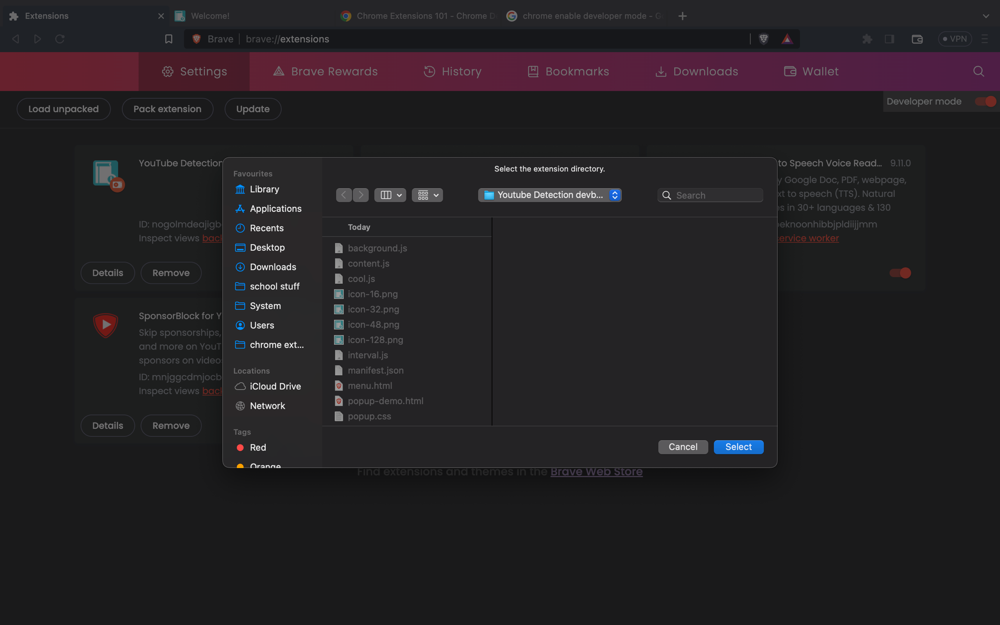 Extensions
Welcome!
Chrome Extensions 101 - Chrome D
chrome enable developer mode - G
Brave
brave://extensions
VPN
Settings
Brave Rewards
History
Bookmarks
Downloads
Wallet
Load unpacked
Pack extension
Update
Developer mode
YouTube Detection
ID: nogolmdeajigb
Inspect views back
Details
Remove
SponsorBlock for Y
Skip sponsorships,
and more on YouT
sponsors on videos
ID: mnjggcdmjocb
Inspect views back
Details
Remove
to Speech Voice Read... 9.11.0
y Google Doc, PDF, webpage,
xt to speech (TTS). Natural
es in 30+ languages & 130
eknoonhibbjpldiijjmm
service worker
Select the extension directory.
Favourites
Library
Applications
Recents
Desktop
Downloads
school stuff
System
Users
chrome ext...
Locations
iCloud Drive
Network
Tags
Red
Orange
Youtube Detection devb...
Search
Today
background.js
content.js
cool.js
icon-16.png
icon-32.png
icon-48.png
icon-128.png
interval.js
manifest.json
menu.html
popup-demo.html
popup.css
Cancel
Select
Find extensions and themes in the Brave Web Store